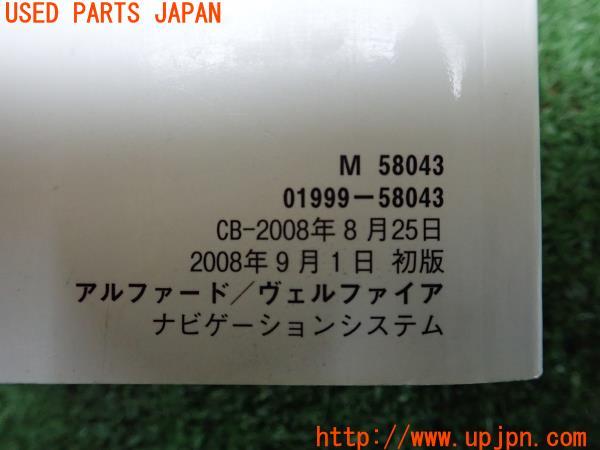 USED PARTS JAPAN
M 58043
01999-58043
CB-2008年8月25日
2008年9月1日 初版
アルファード/ヴェルファイア
ナビゲーションシステム
http://www.upjpn.com